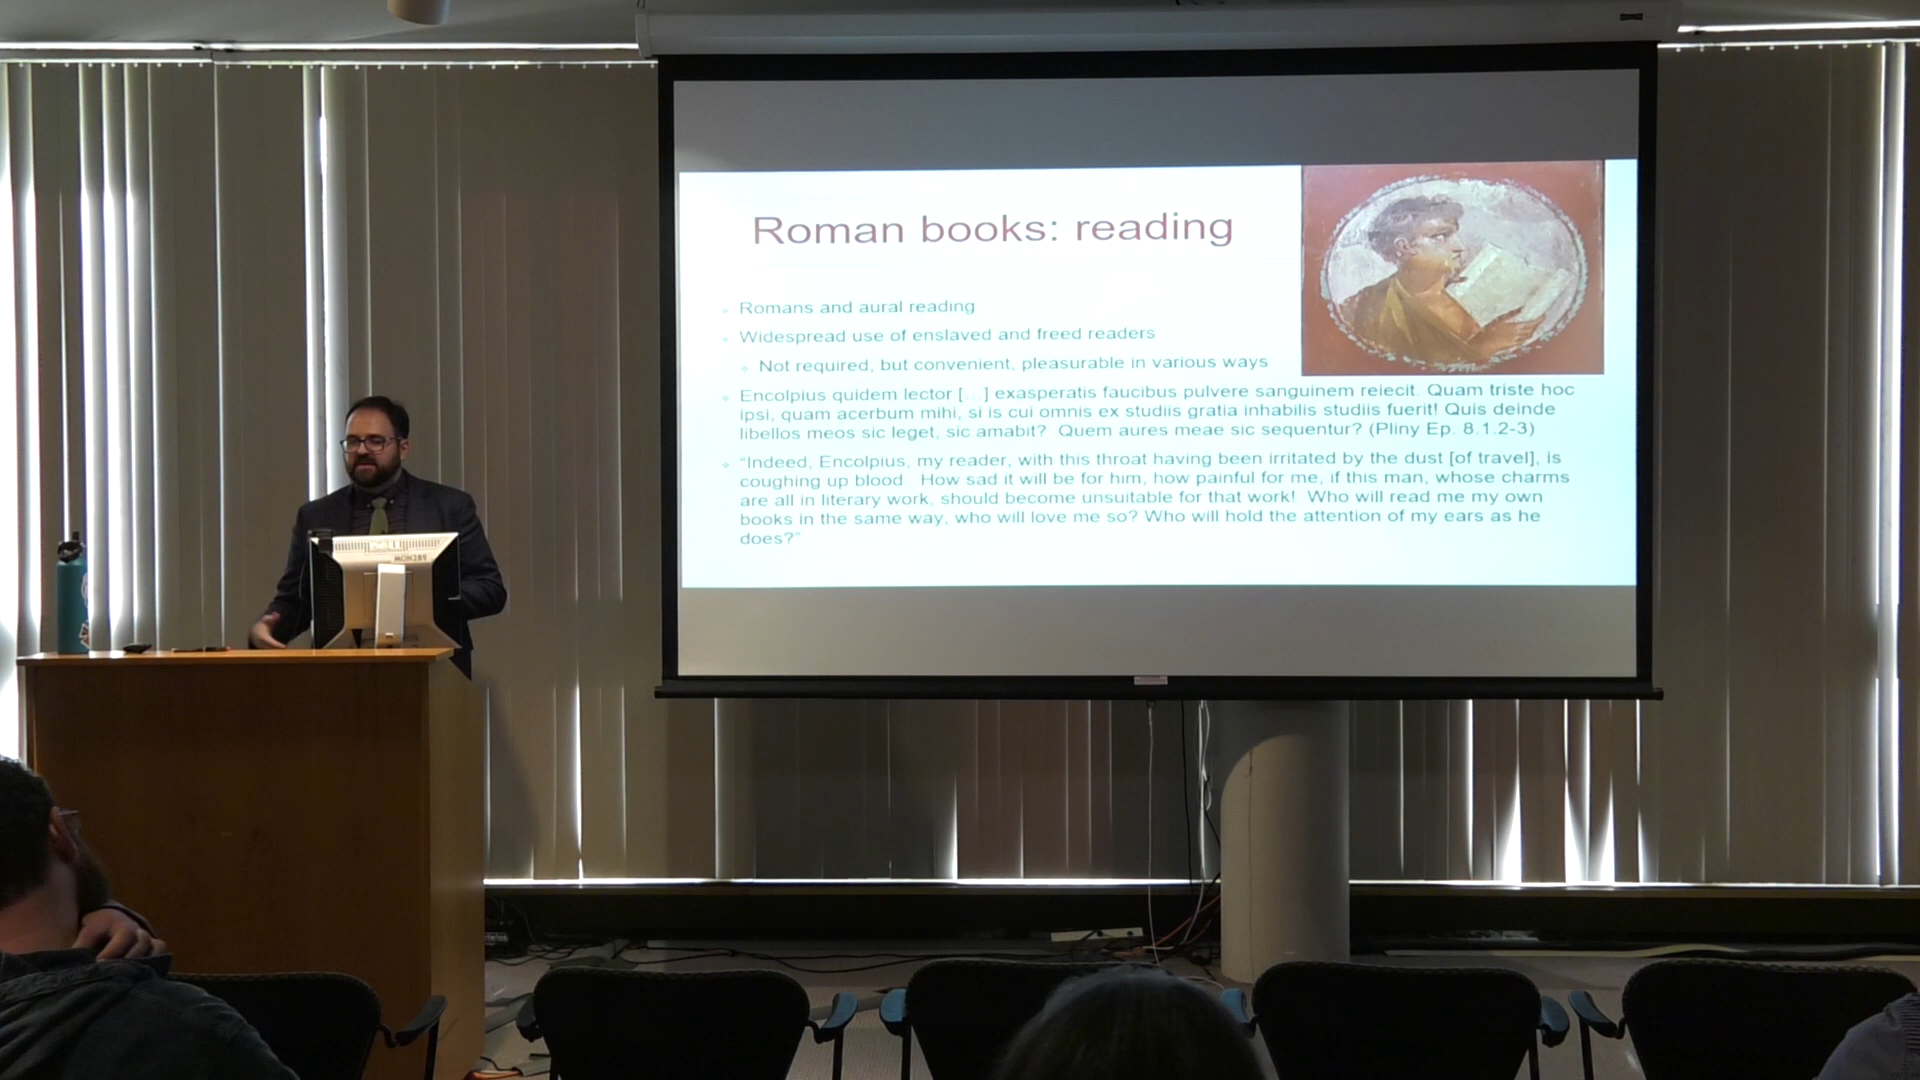 Roman books: reading
Romans and aural reading
Widespread use of enslaved and freed readers
Not required, but convenient, pleasurable in various ways
Encolpius quidem lector [...] exasperatis faucibus pulvere sanguinem reiecit. Quam triste hoc
ipsi, quam acerbum mihi, si is cui omnis ex studiis gratia inhabilis studiis fuerit! Quis deinde
libellos meos sic leget, sic amabit? Quem aures meae sic sequentur? (Pliny Ep. 8.1.2-3)
"Indeed, Encolpius, my reader, with this throat having been irritated by the dust [of travel], is
coughing up blood. How sad it will be for him, how painful for me, if this man, whose charms
are all in literary work, should become unsuitable for that work! Who will read me my own
books in the same way, who will love me so? Who will hold the attention of my ears as he
does?"